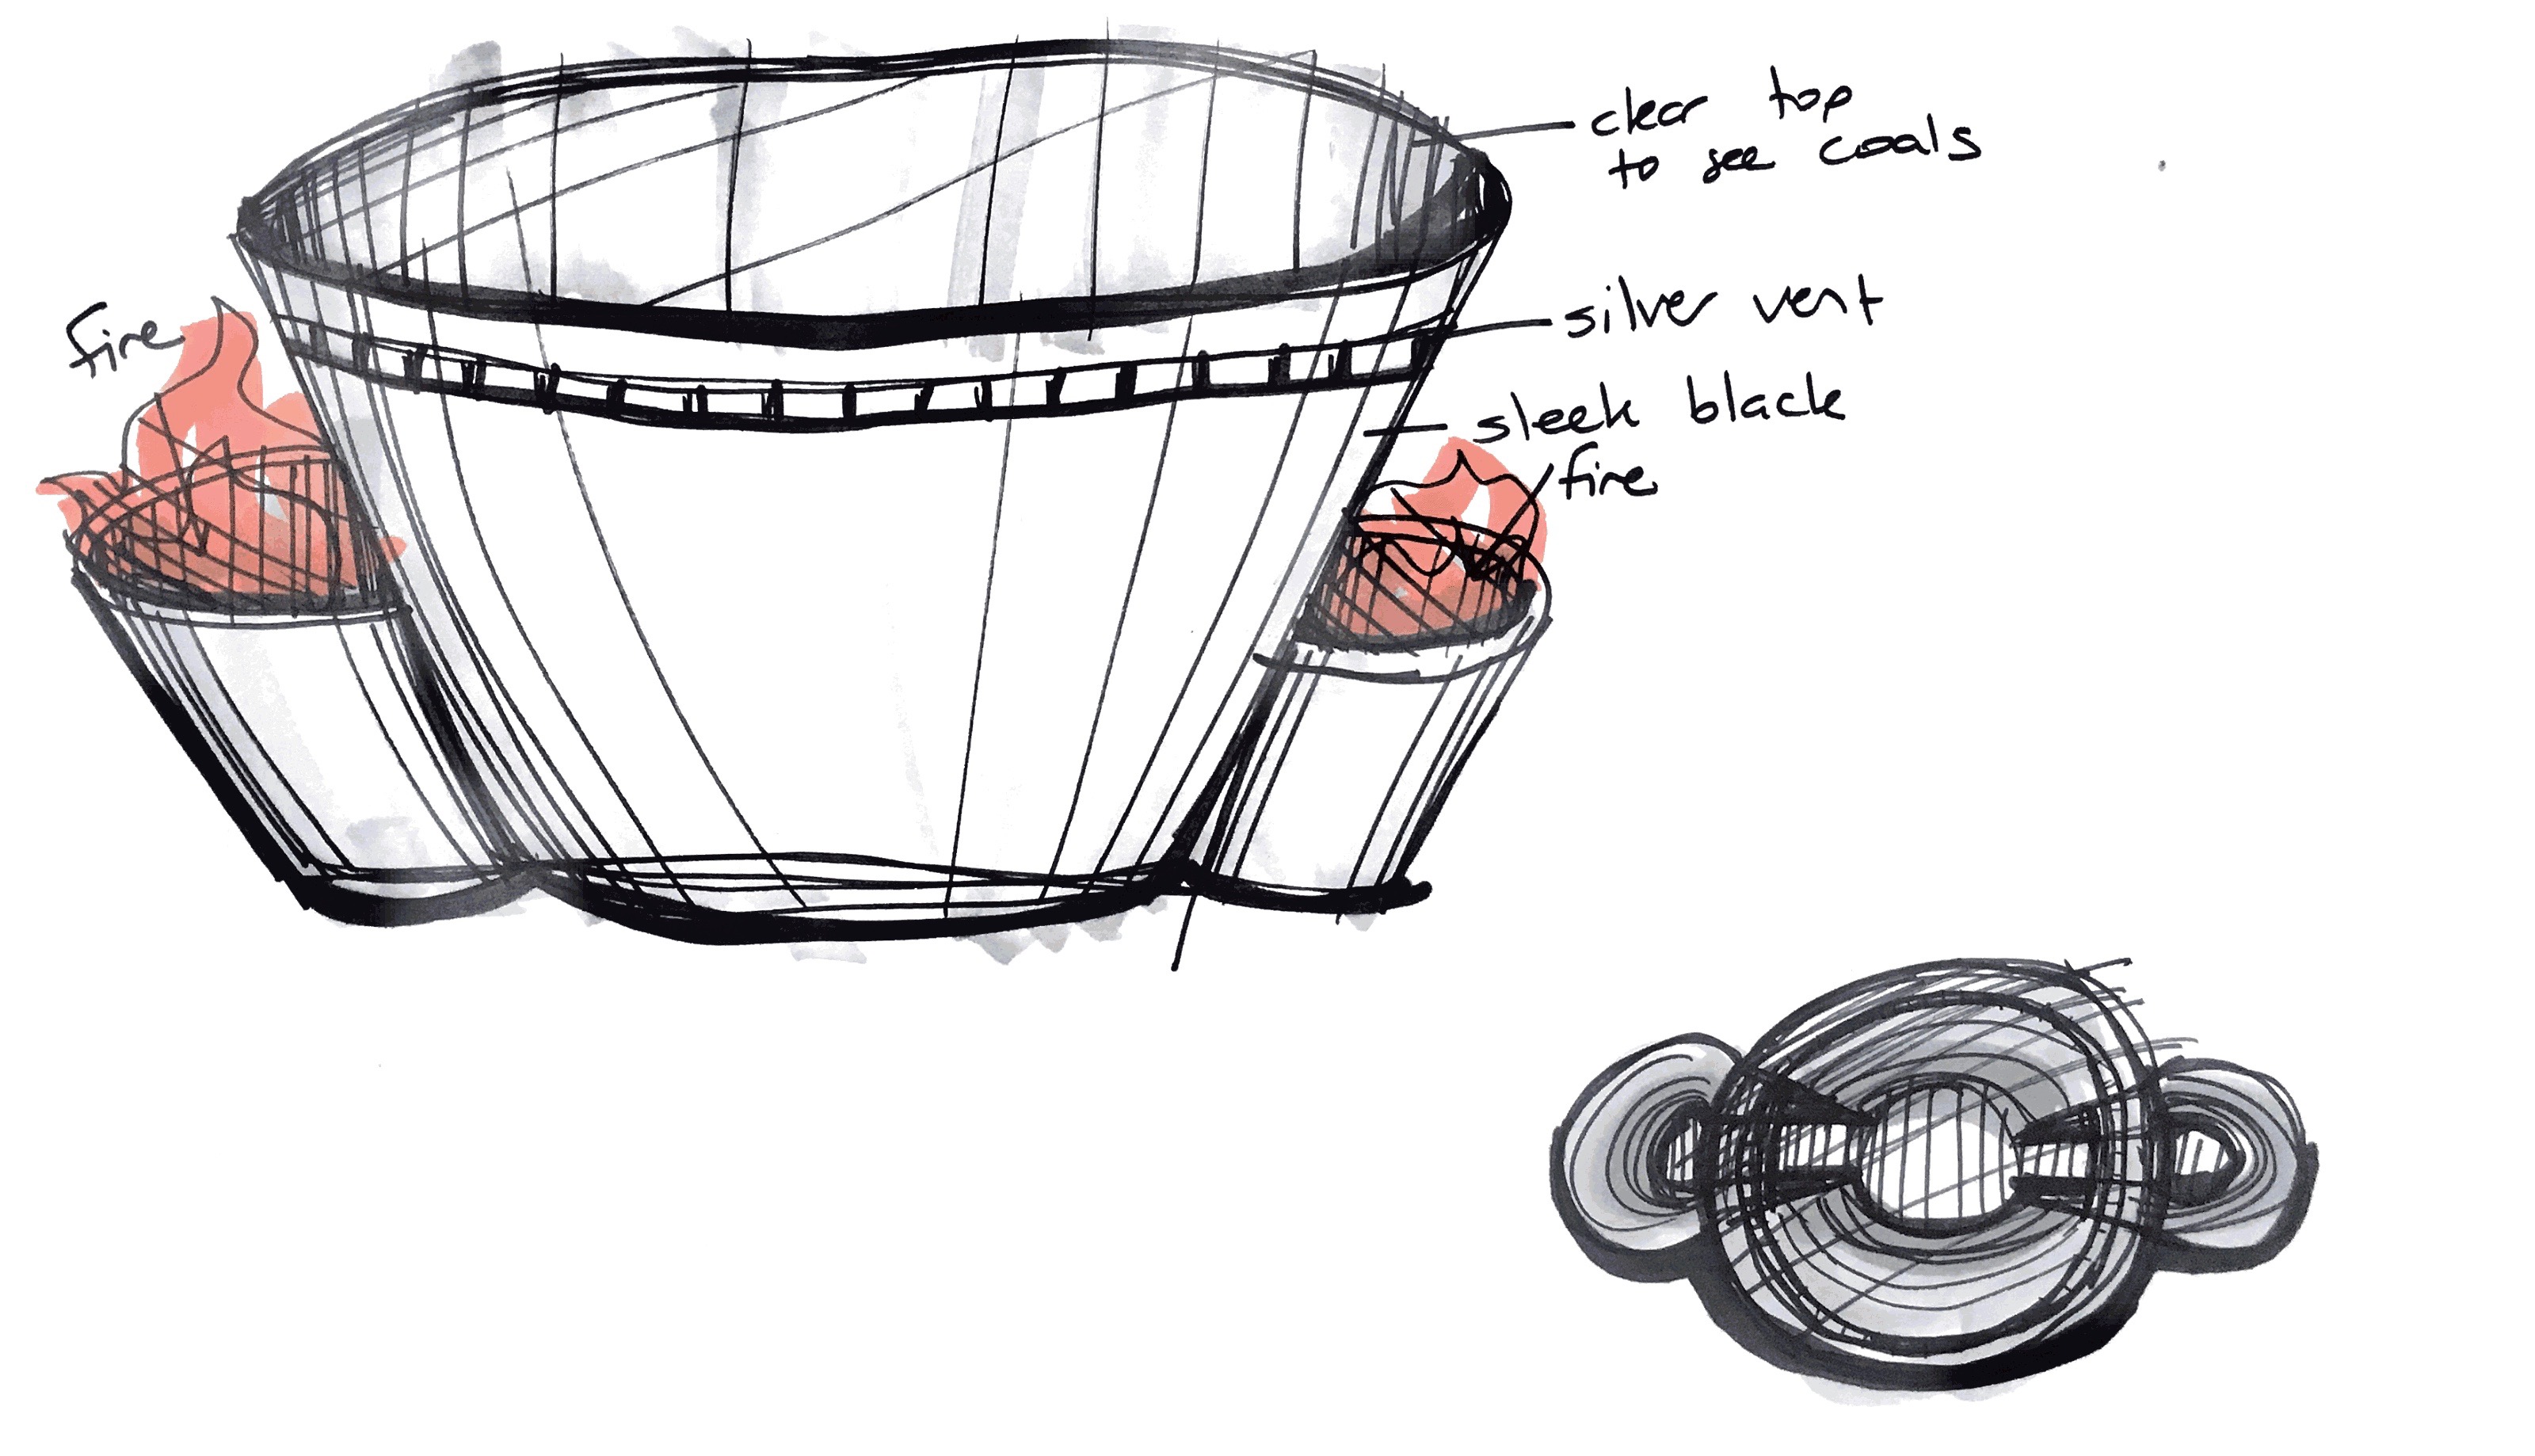 clear top
to see coals
silver vent
sleek black
fire
fire